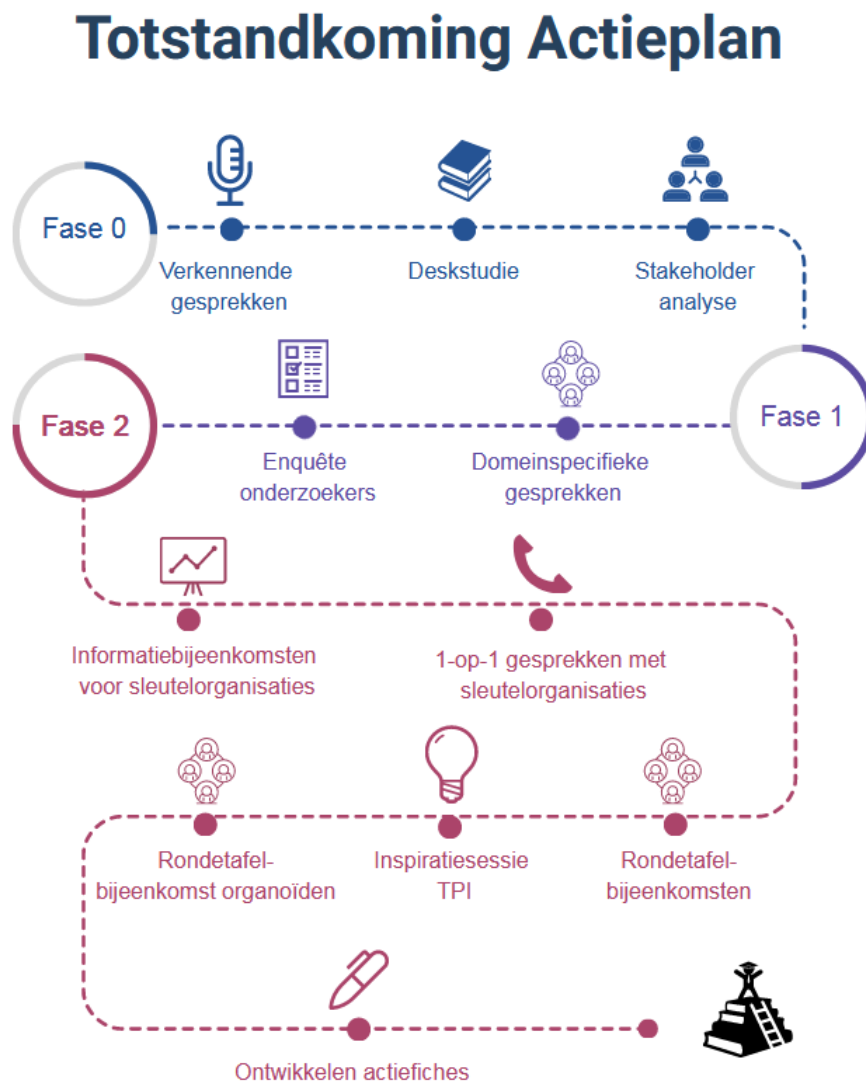 Totstandkoming Actieplan
Fase 0
Verkennende
gesprekken
Deskstudie
Stakeholder
analyse
Fase 1
Domeinspecifieke
gesprekken
Enquête
onderzoekers
Fase 2
Informatiebijeenkomsten
voor sleutelorganisaties
1-op-1 gesprekken met
sleutelorganisaties
Rondetafel-
bijeenkomsten
Inspiratiesessie
TPI
Rondetafel-
bijeenkomst organoïden
Ontwikkelen actiefiches